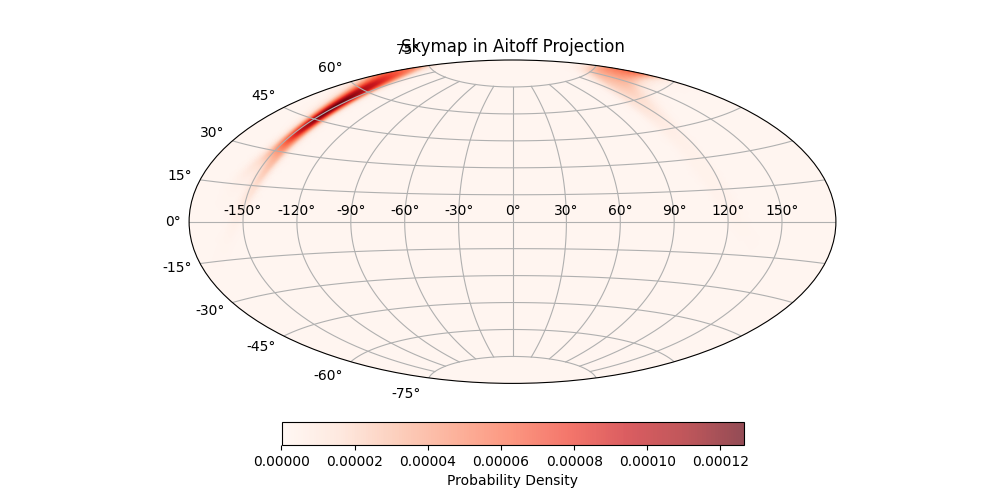 Skymap in Aitoff Projection
75°
60°
45°
30°
15°
-150° -120° -90° -60° -30° 0° 30° 60° 90° 120° 150°
0°
-15°
-30°
-45°
-60°
-75°
0.00000 0.00002 0.00004 0.00006 0.00008 0.00010 0.00012
Probability Density